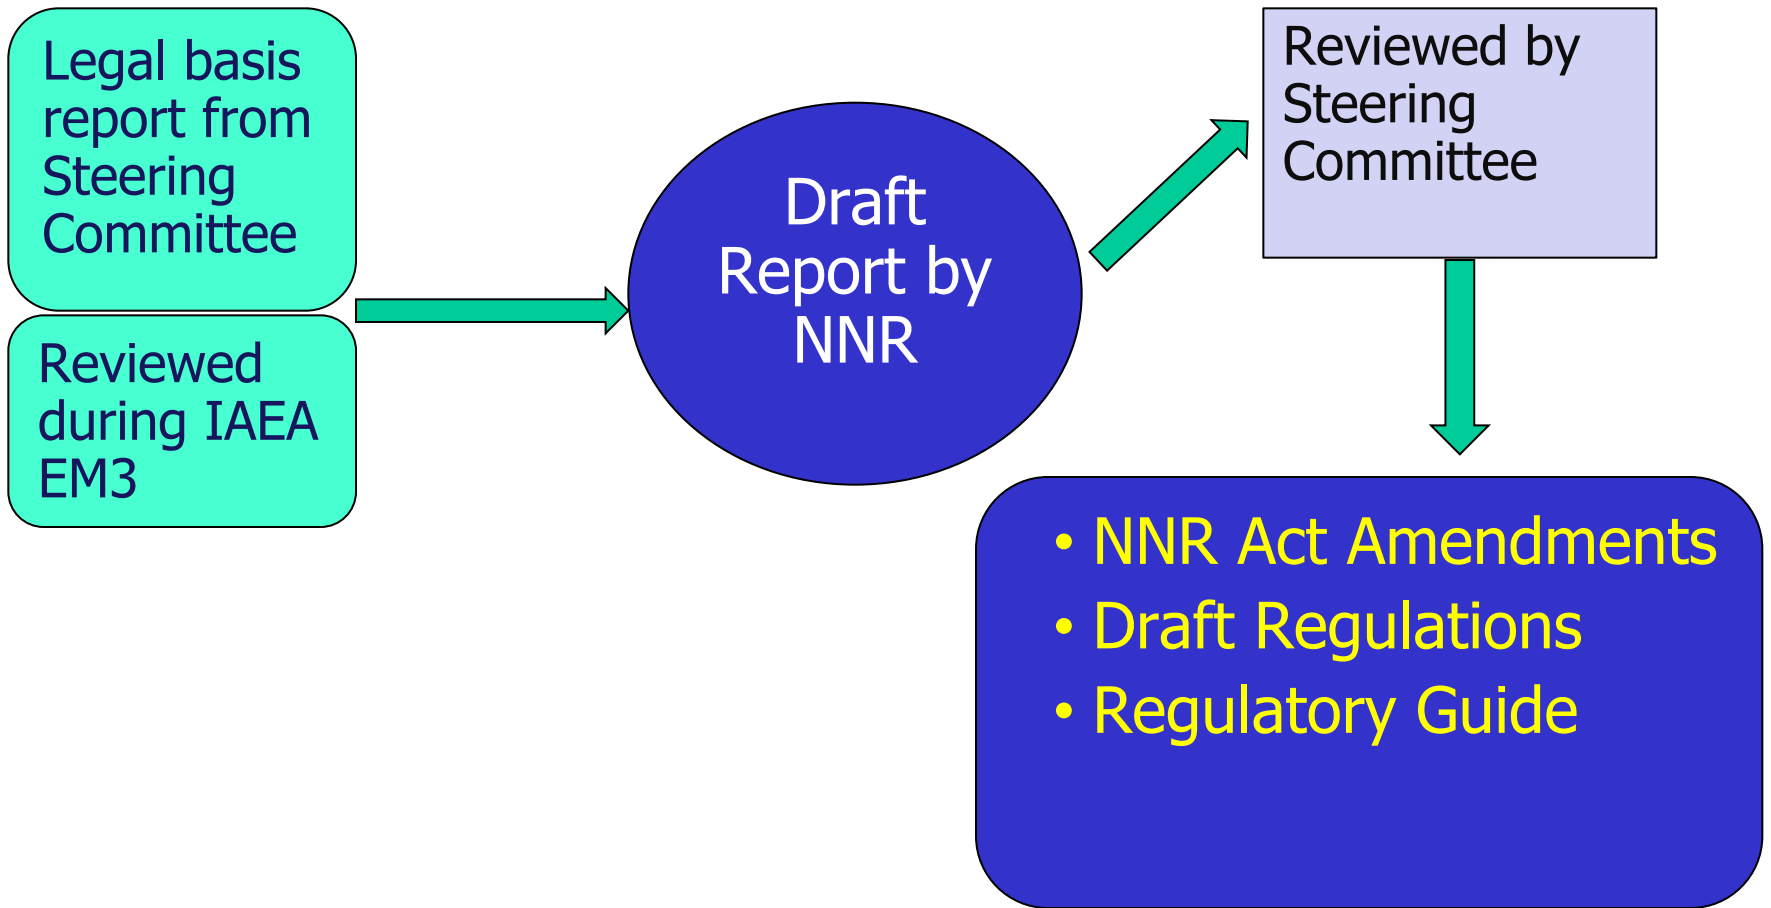 Legal basis
report from
Steering
Committee
Reviewed
during IAEA
EM3
Draft
Report by
NNR
Reviewed by
Steering
Committee
• NNR Act Amendments
• Draft Regulations
• Regulatory Guide